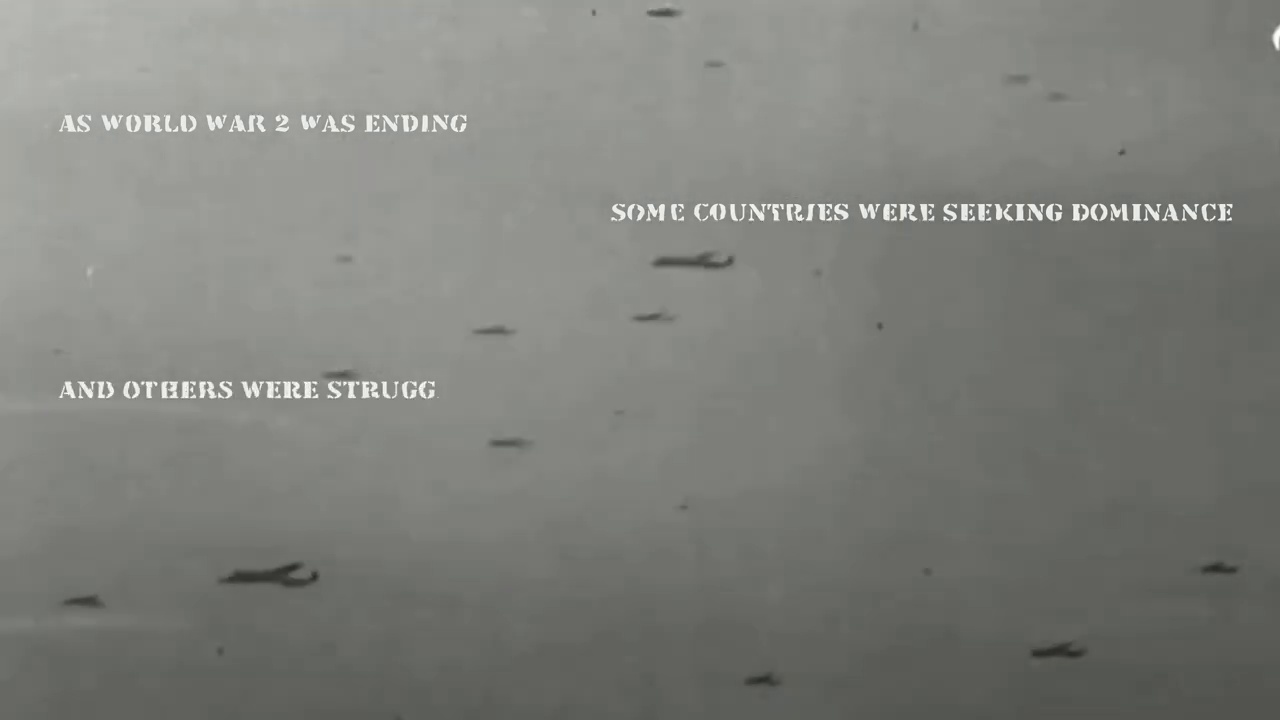 AS WORLD WAR 2 WAS ENDING
SOME COUNTRIES WERE SEEKING DOMINANCE
AND OTHERS WERE STRUGG